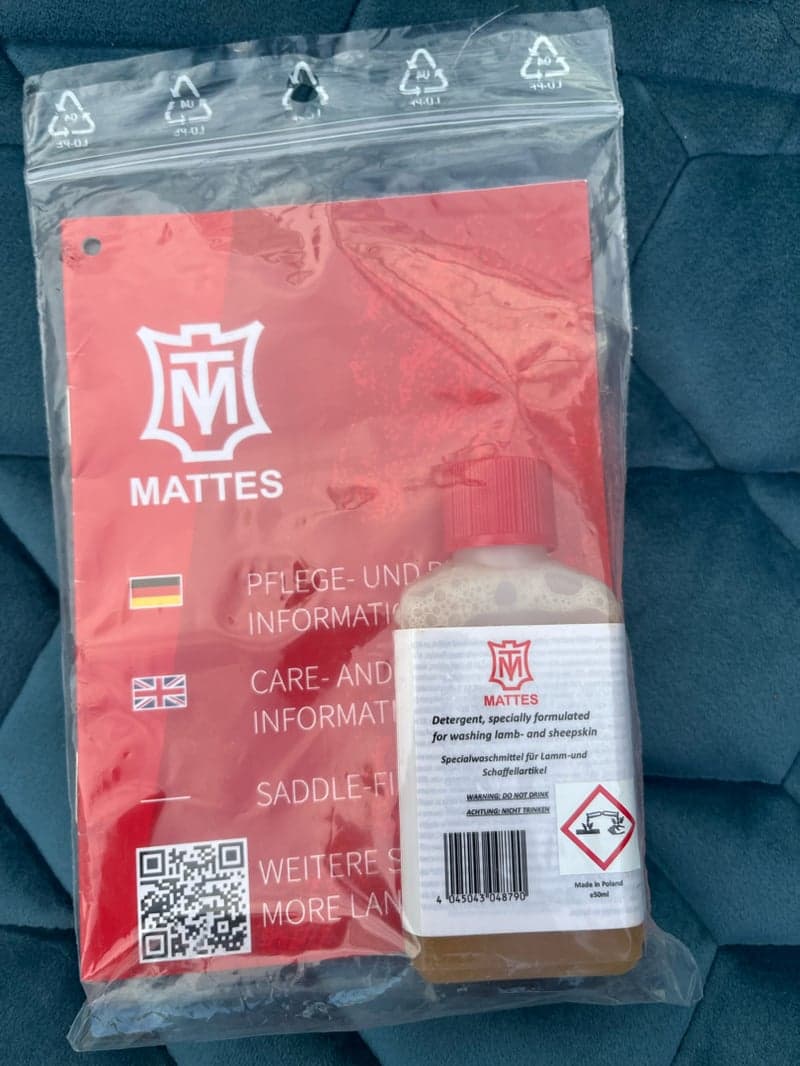 MATTES
PFLEGE- UND
INFORMATI
CARE- AND
INFORMATI
SADDLE-FI
WEITERE S
MORE LAN
MATTES
Detergent, specially formulated
for washing lamb- and sheepskin
Specialwaschmittel für Lamm-und
Schaffellartikel
WARNING: DO NOT DRINK
ACHTUNG: NICHT TRINKEN
4 045043 048790
Made in Poland
e50ml